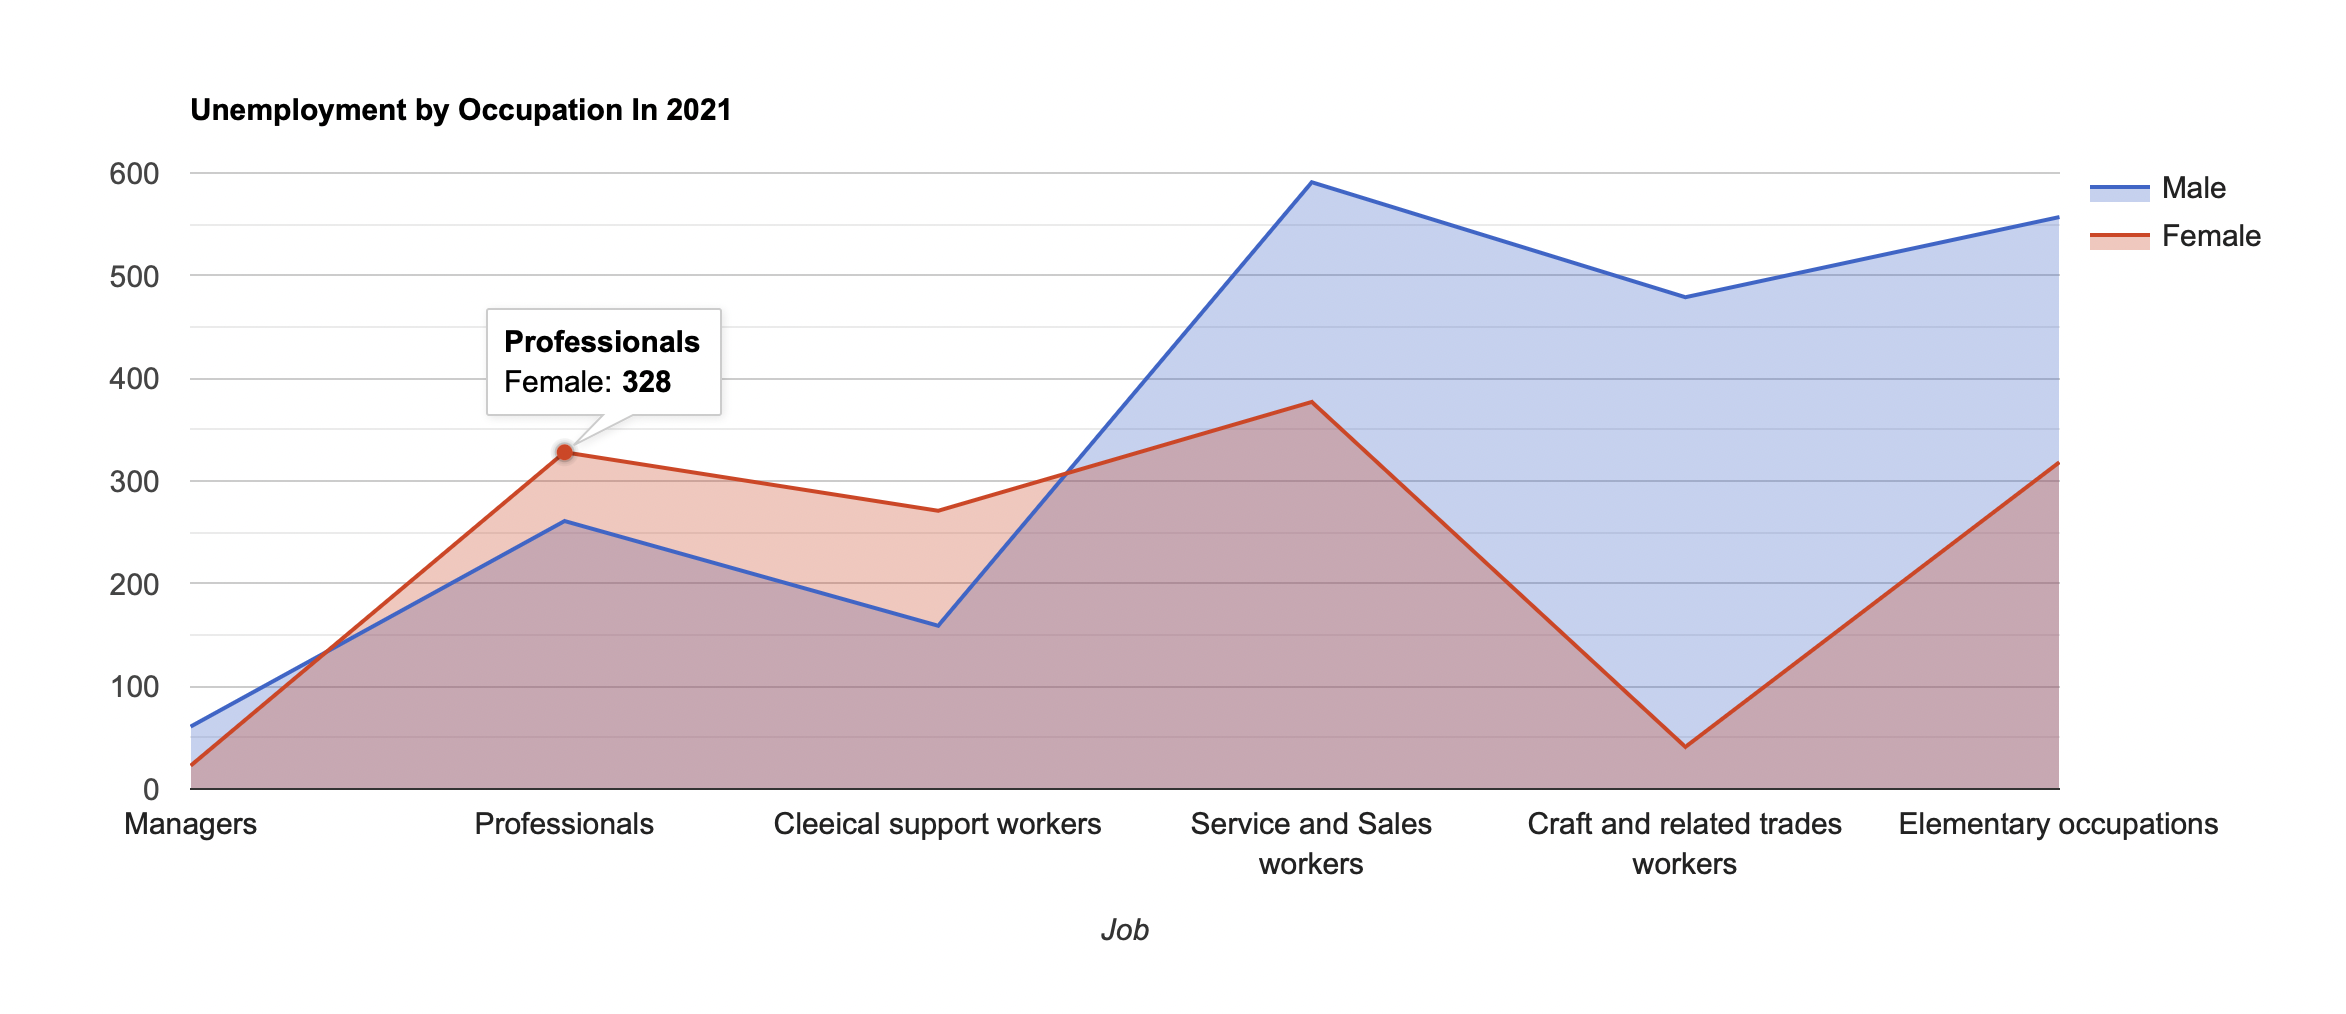 Unemployment by Occupation In 2021
600
500
400
300
200
100
0
Male
Female
Professionals
Female: 328
Managers
Professionals
Cleeical support workers
Service and Sales
workers
Craft and related trades
workers
Elementary occupations
Job